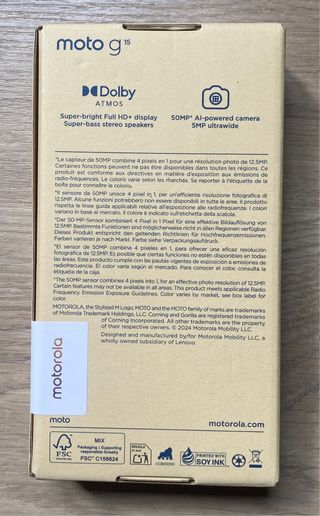 moto g 15
Dolby
ATMOS
Super-bright Full HD+ display
Super-bass stereo speakers
50MP* AI-powered camera
5MP ultrawide
*Le capteur de 50MP combine 4 pixels en 1 pour une résolution photo de 12.5MP.
Certaines fonctions peuvent ne pas être disponibles dans toutes les régions. Ce
produit est conforme aux directives en matière d'exposition aux émissions de
radio-fréquences. Le coloris varie selon les marchés. Se reporter à l'étiquette de la
boîte pour connaître le coloris.
*Il sensore da 50MP unisce 4 pixel in 1, per un'efficiente risoluzione fotografica di
12.5MP. Alcune funzioni potrebbero non essere disponibili in tutte le aree. Il prodotto
rispetta le linee guida applicabili relative all'esposizione alle radiofrequenze. I colori
variano in base al mercato. Il colore è indicato sull'etichetta della scatola.
*Der 50-MP-Sensor kombiniert 4 Pixel in 1 Pixel für eine effektive Bildauflösung von
12.5MP. Bestimmte Funktionen sind möglicherweise nicht in allen Regionen verfügbar.
Dieses Produkt entspricht den geltenden Richtlinien für Hochfrequenzemissionen.
Farben variieren je nach Markt. Farbe siehe Verpackungsaufdruck.
*El sensor de 50MP combina 4 píxeles en 1, para ofrecer una eficaz resolución
fotográfica de 12.5MP. Es posible que ciertas funciones no estén disponibles en todas
las áreas. Este producto cumple con las pautas vigentes de exposición a emisiones de
radiofrecuencia. El color varía según el mercado. Para conocer el color, consulta la
etiqueta de la caja.
*The 50MP sensor combines 4 pixels into 1, for an effective photo resolution of 12.5MP.
Certain features may not be available in all areas. This product meets applicable Radio
Frequency Emission Exposure Guidelines. Color varies by market, see box label for
color.
MOTOROLA, the Stylized M Logo, MOTO and the MOTO family of marks are trademarks
of Motorola Trademark Holdings, LLC. Corning and Gorilla are registered trademarks
of Corning Incorporated. All other trademarks are the property
of their respective owners. © 2024 Motorola Mobility LLC.
Designed and manufactured by/for Motorola Mobility LLC, a
wholly owned subsidiary of Lenovo.
motorola
moto
motorola.com
FSC
www.fsc.org
MIX
Packaging | Supporting
responsible forestry
FSC® C156624
CORNING
PRINTED WITH
SOY INK